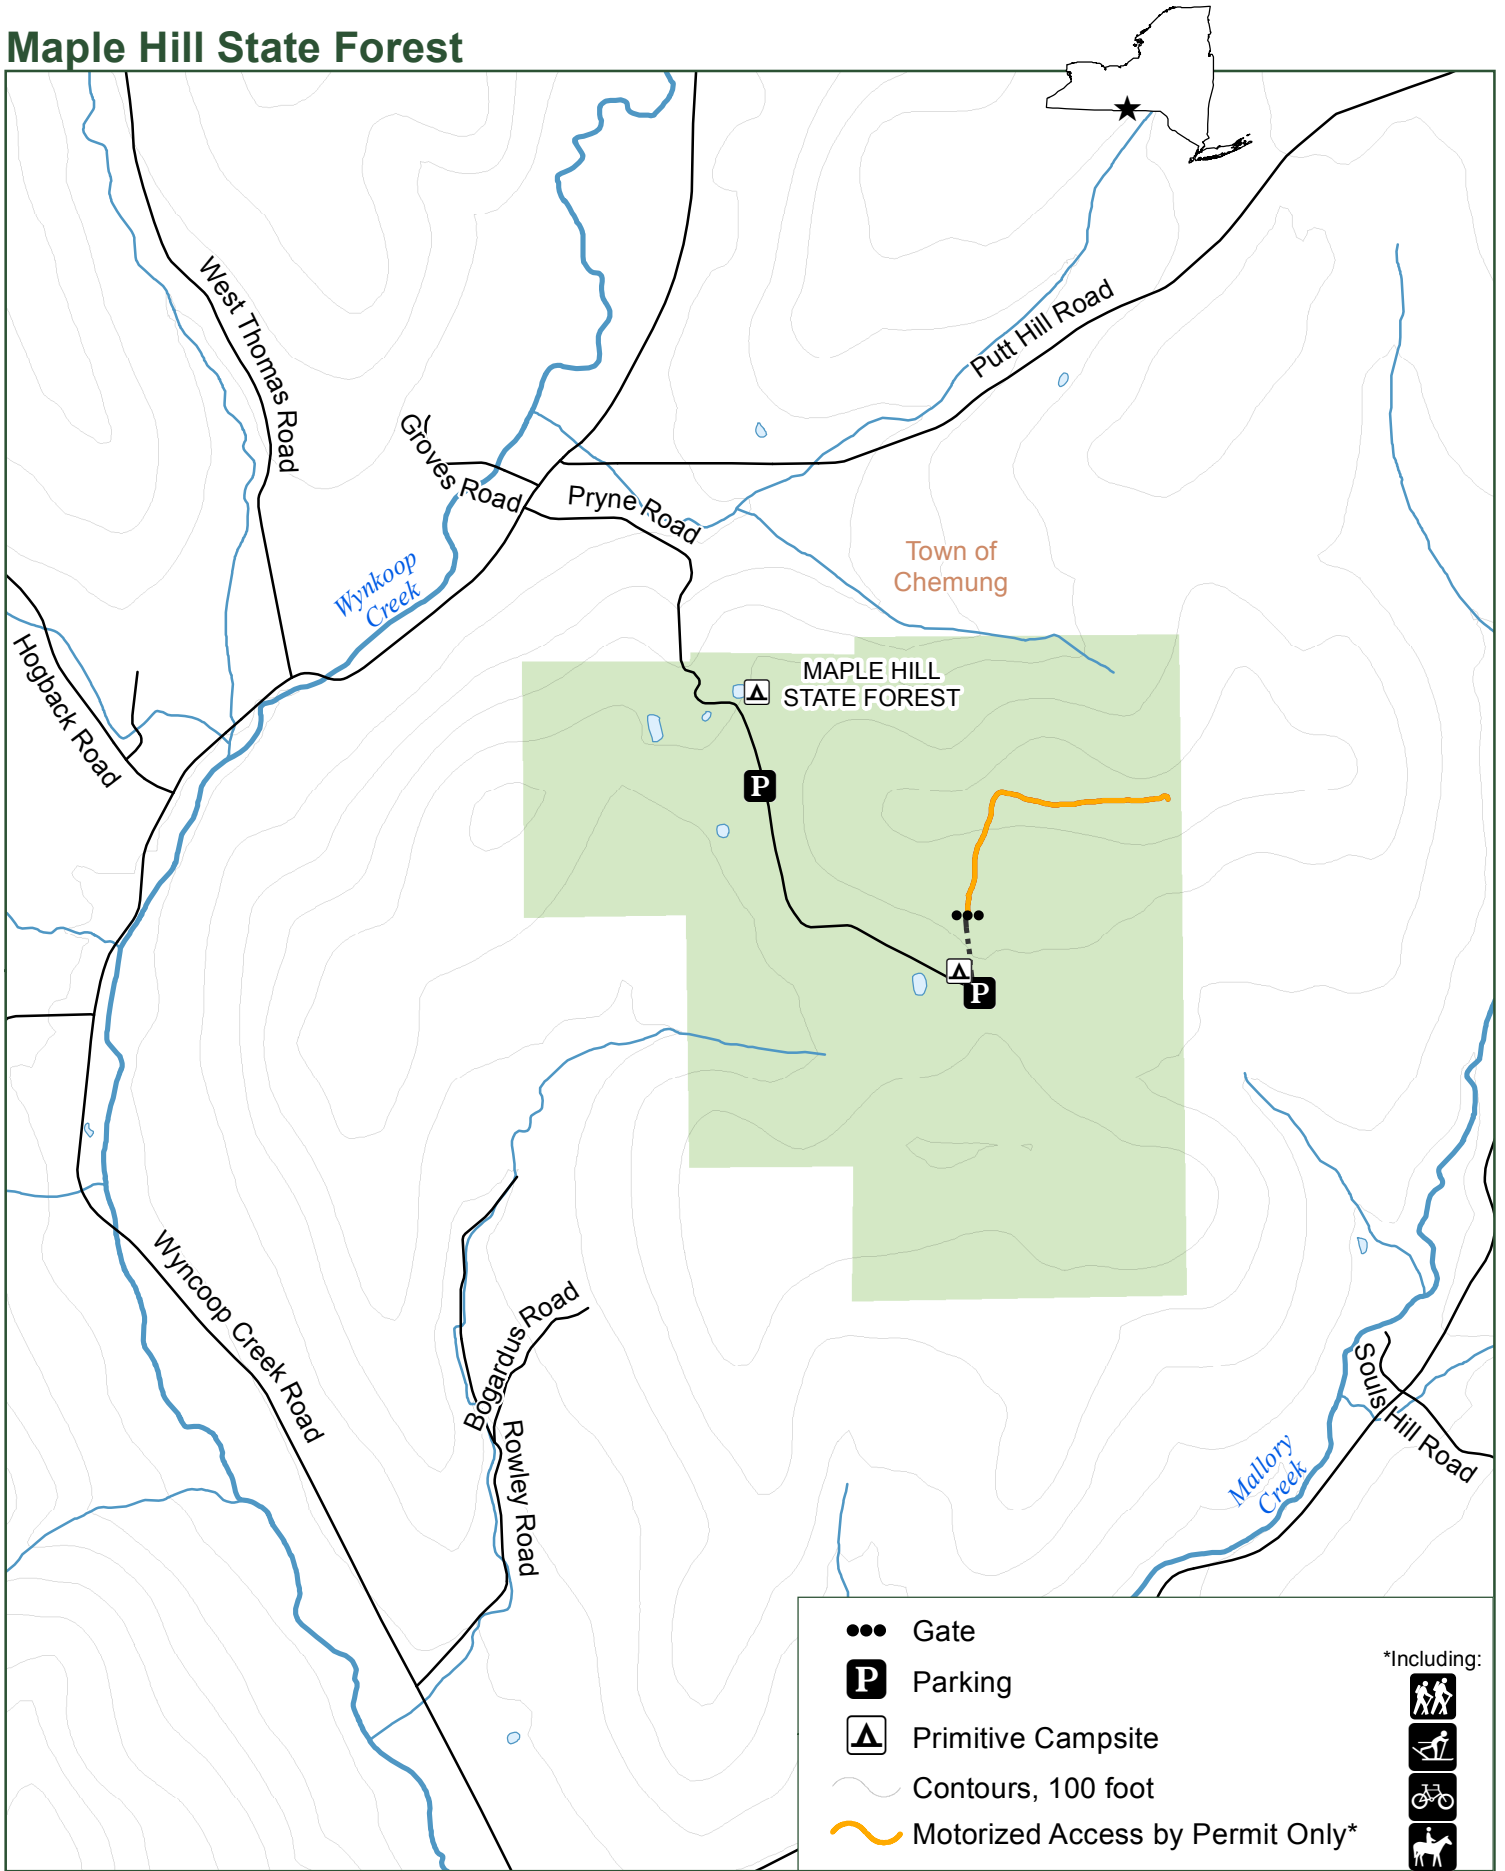 Maple Hill State Forest
West Thomas Road
Putt Hill Road
Groves Road
Pryne Road
Town of
Chemung
Wynkoop
Creek
Hogback Road
MAPLE HILL
STATE FOREST
P
P
Wyncoop Creek Road
Bogardus Road
Rowley Road
Souls Hill Road
Mallory
Creek
Gate
P Parking
Primitive Campsite
Contours, 100 foot
Motorized Access by Permit Only*
*Including: